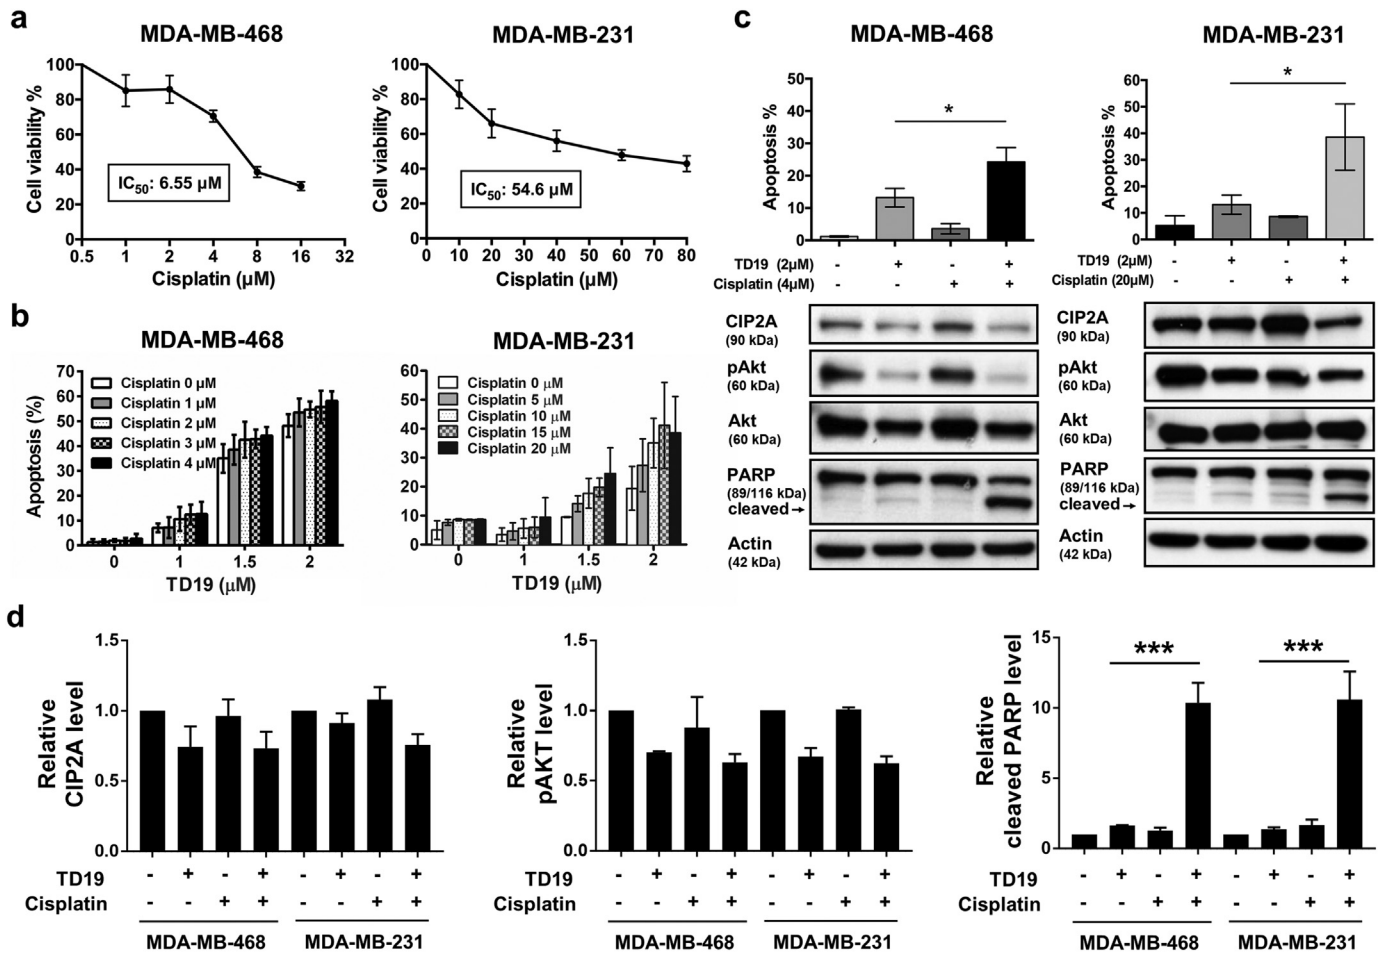 a
MDA-MB-468
Cell viability %
100
80
60
40
20
0
IC50: 6.55 µM
0.5 1 2 4 8 16 32
Cisplatin (µM)
MDA-MB-231
Cell viability %
100
80
60
40
20
0
IC50: 54.6 µM
0 10 20 30 40 50 60 70 80
Cisplatin (µM)
b
MDA-MB-468
Apoptosis (%)
70
60
50
40
30
20
10
0
Cisplatin 0 µM
Cisplatin 1 µM
Cisplatin 2 µM
Cisplatin 3 µM
Cisplatin 4 µM
0 1 1.5 2
TD19 (µM)
MDA-MB-231
60
50
40
30
20
10
0
Cisplatin 0 µM
Cisplatin 5 µM
Cisplatin 10 µM
Cisplatin 15 µM
Cisplatin 20 µM
0 1 1.5 2
TD19 (µM)
c
MDA-MB-468
Apoptosis %
50
40
30
20
10
0
*
TD19 (2µM) - + - +
Cisplatin (4µM) - - + +
CIP2A
(90 kDa)
pAkt
(60 kDa)
Akt
(60 kDa)
PARP
(89/116 kDa)
cleaved→
Actin
(42 kDa)
MDA-MB-231
Apoptosis %
60
50
40
30
20
10
0
*
TD19 (2µM) - + - +
Cisplatin (20µM) - - + +
CIP2A
(90 kDa)
pAkt
(60 kDa)
Akt
(60 kDa)
PARP
(89/116 kDa)
cleaved→
Actin
(42 kDa)
d
Relative
CIP2A level
1.5
1.0
0.5
0.0
TD19 - + - + - + - +
Cisplatin - - + + - - + +
MDA-MB-468 MDA-MB-231
Relative
pAKT level
1.5
1.0
0.5
0.0
TD19 - + - + - + - +
Cisplatin - - + + - - + +
MDA-MB-468 MDA-MB-231
Relative
cleaved PARP level
15
10
5
0
*** ***
TD19 - + - + - + - +
Cisplatin - - + + - - + +
MDA-MB-468 MDA-MB-231